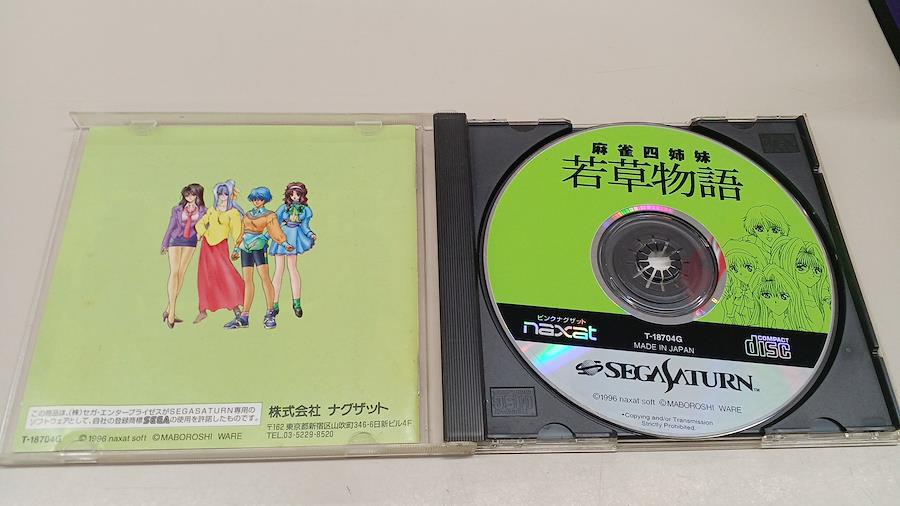 この商品は、(株)セガ・エンタープライゼスがSEGASATURN専用の
ソフトウェアとして、自社の登録商標SEGAの使用を許諾したものです。
T-18704G ©1996 naxat soft ©MABOROSHI WARE
株式会社 ナグザット
〒162 東京都新宿区山吹町346-6日新ビル4F
TEL.03-5229-8520
麻雀四姉妹
若草物語
ピンクナグザット
naxat
T-18704G
MADE IN JAPAN
COMPACT
disc
SEGASATURN™
©1996 naxat soft ©MABOROSHI WARE
•Copying and/or Transmission
Strictly Prohibited.